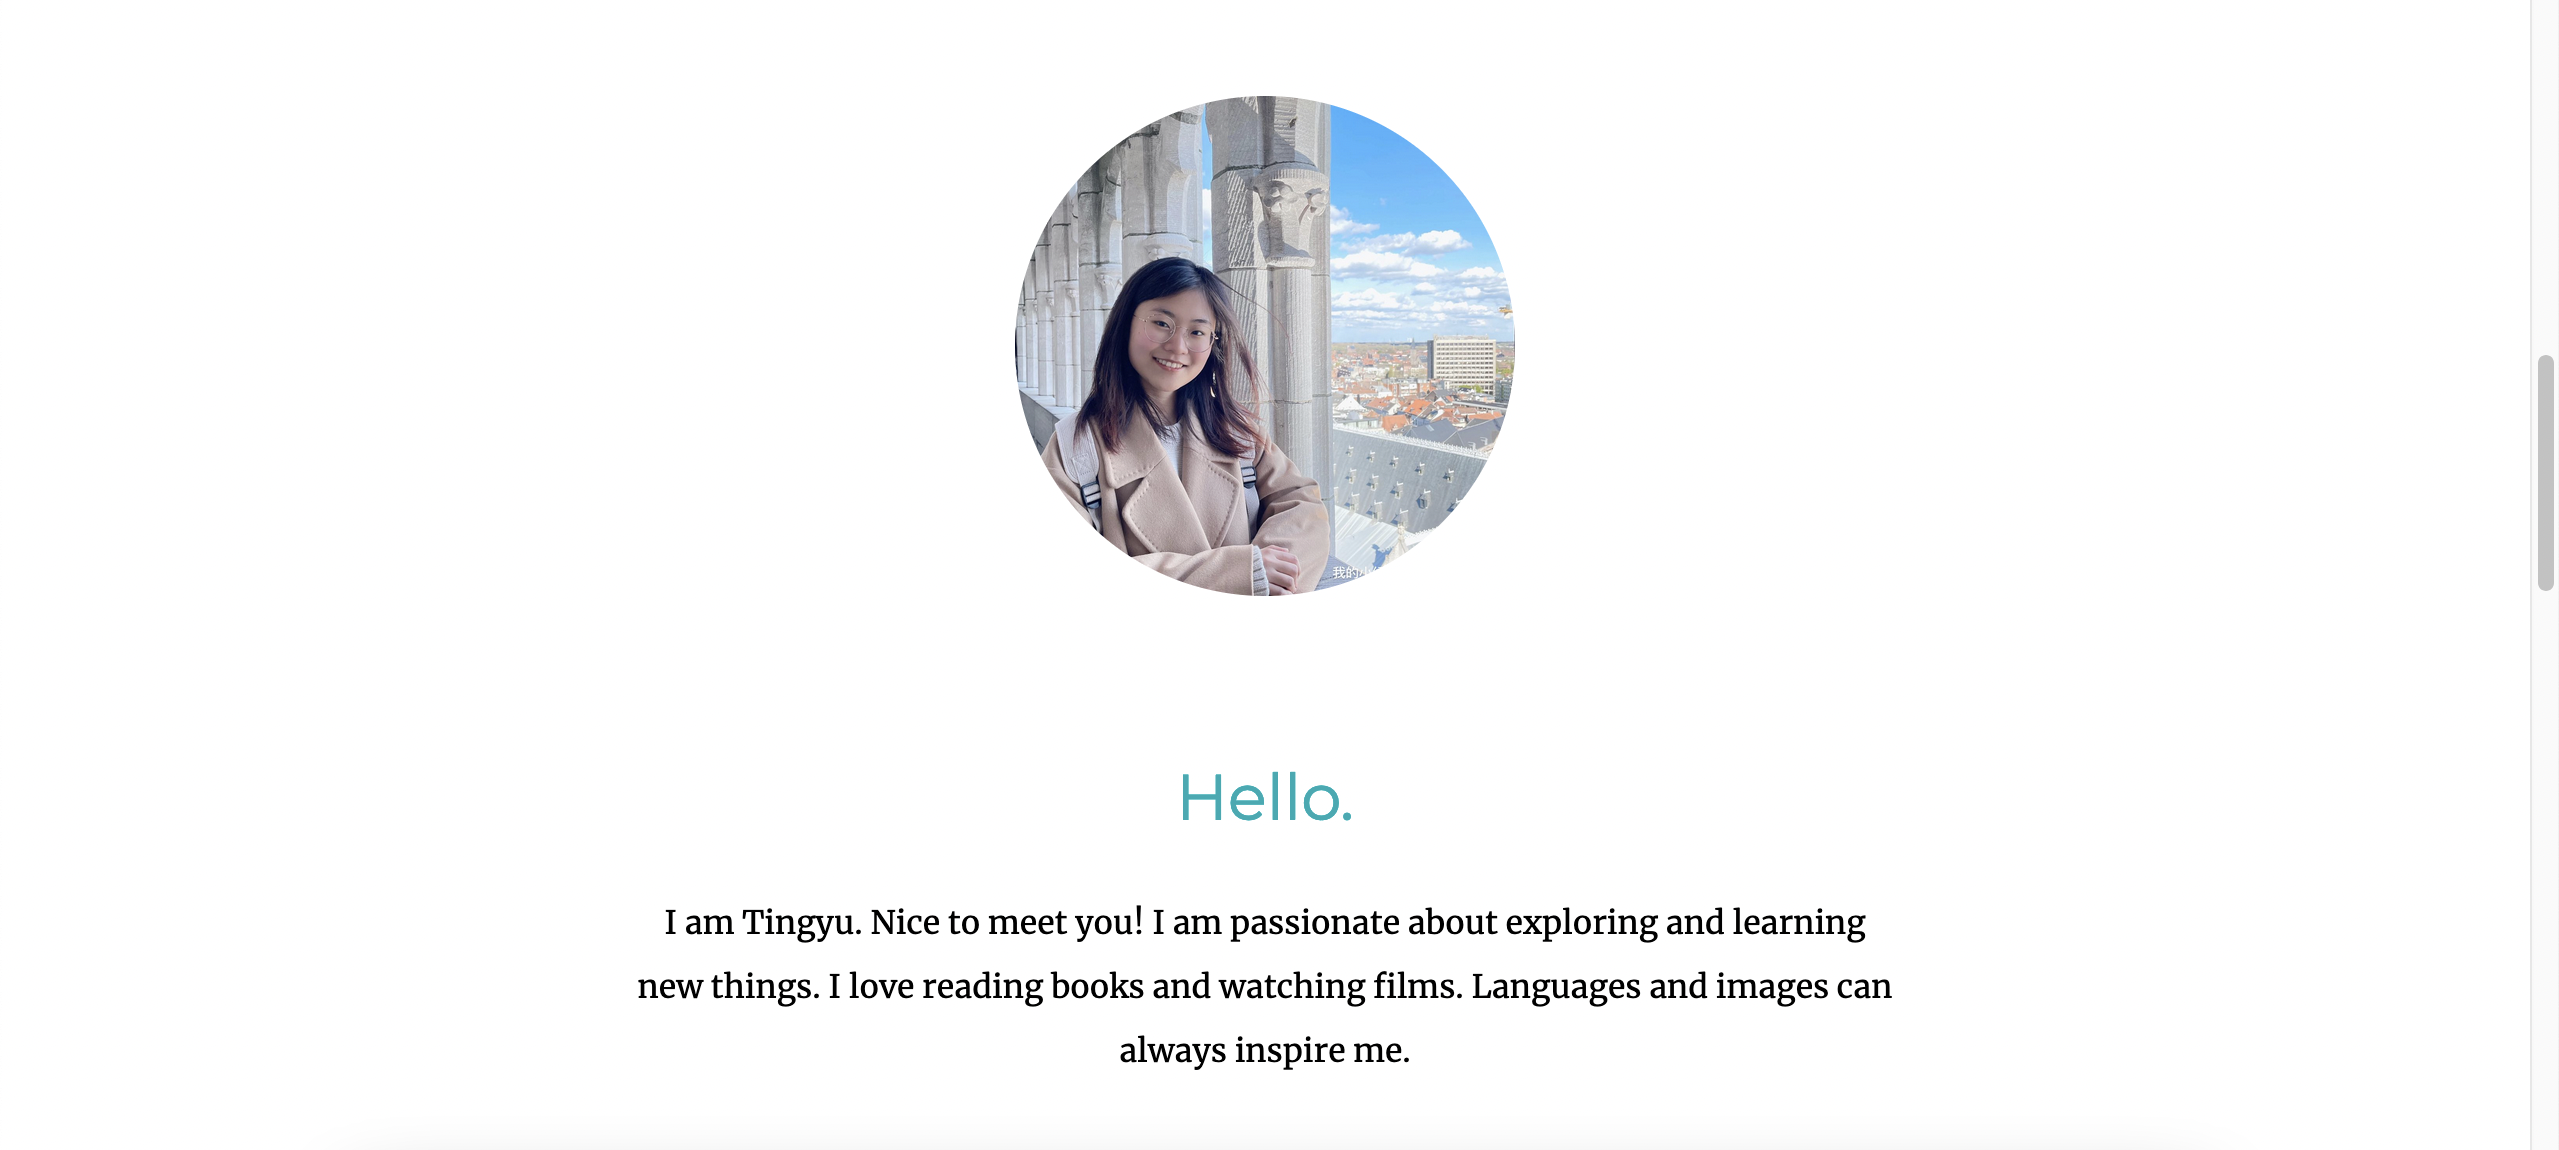 我的小
Hello.
I am Tingyu. Nice to meet you! I am passionate about exploring and learning
new things. I love reading books and watching films. Languages and images can
always inspire me.